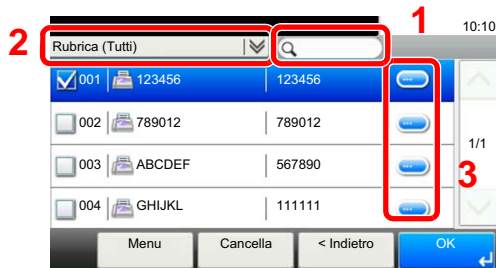 1
10:10
2
Rubrica (Tutti)
001 123456 123456
002 789012 789012
1/1
003 ABCDEF 567890
3
004 GHIJKL 111111
Menu Cancella < Indietro OK